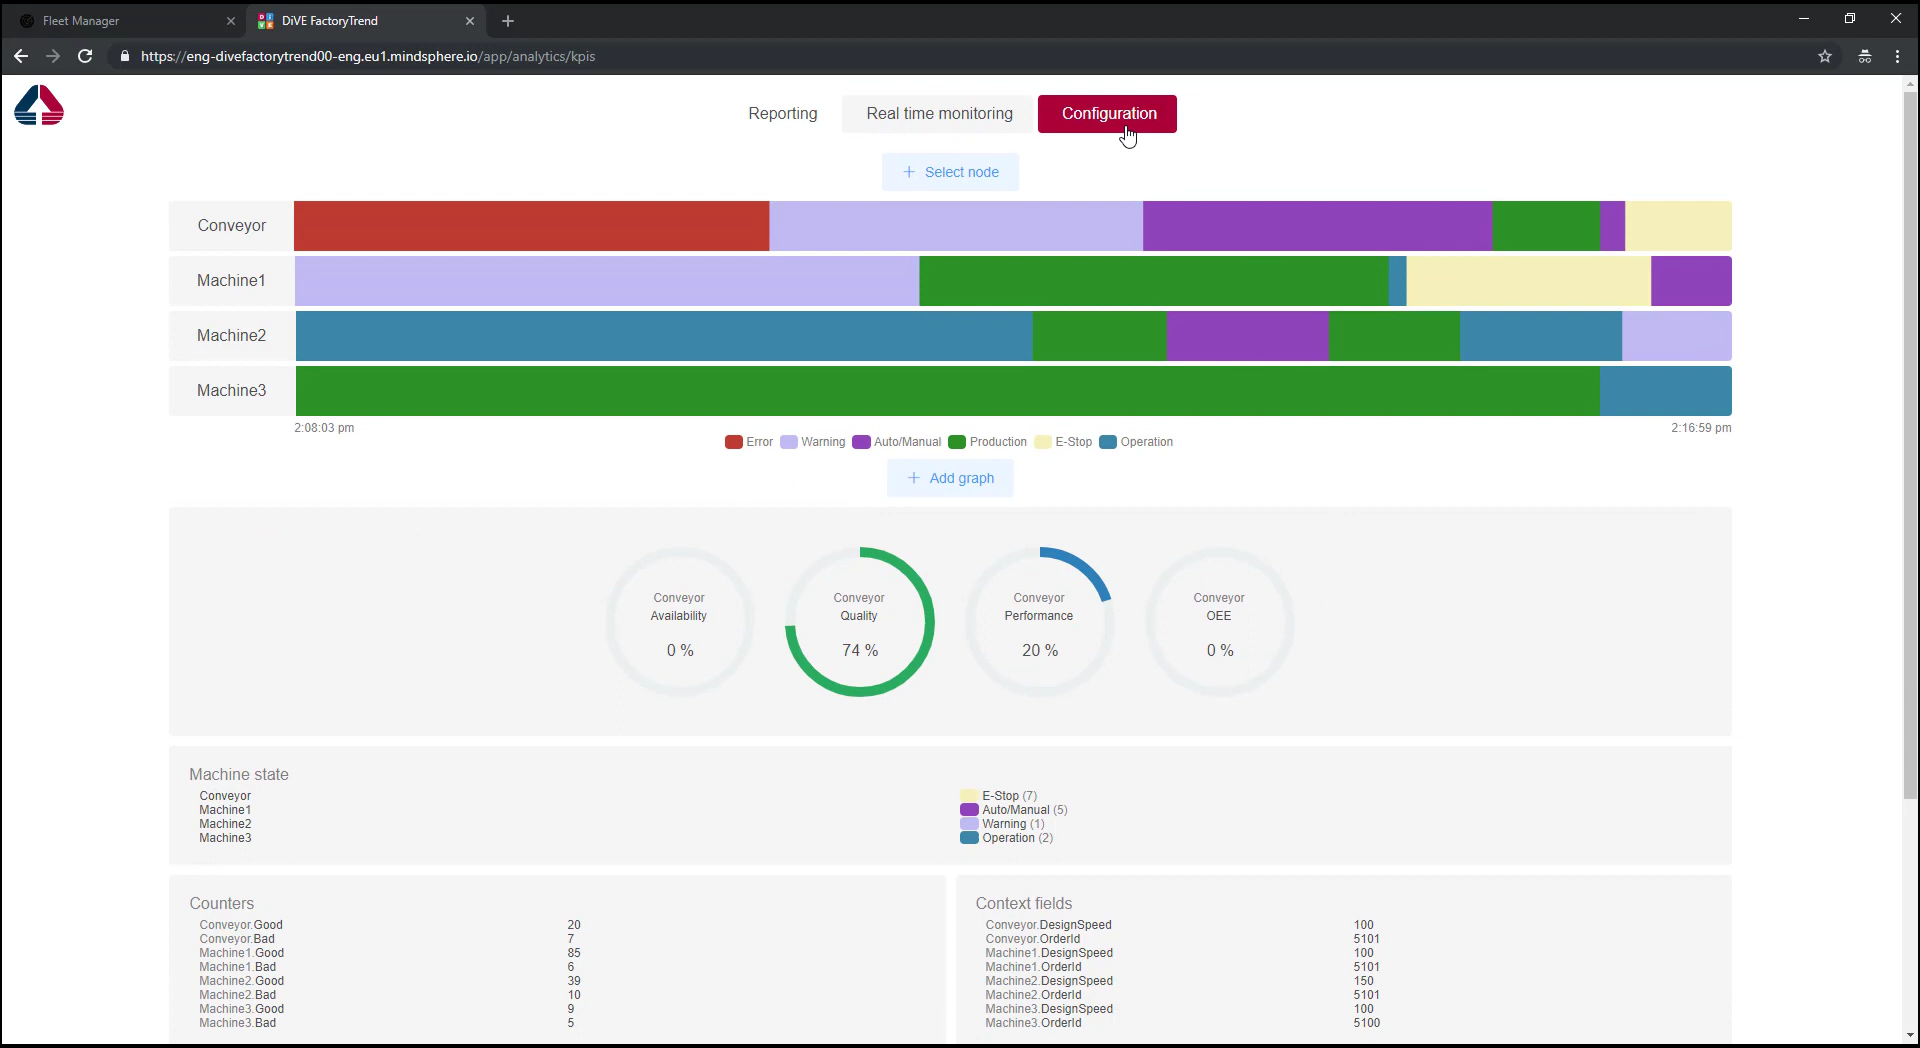 Fleet Manager
DiVE FactoryTrend
https://eng-divefactorytrend00-eng.eu1.mindsphere.io/app/analytics/kpis
Reporting
Real time monitoring
Configuration
+ Select node
Conveyor
Machine1
Machine2
Machine3
2:08:03 pm
2:16:59 pm
Error Warning Auto/Manual Production E-Stop Operation
+ Add graph
Conveyor
Availability
0 %
Conveyor
Quality
74 %
Conveyor
Performance
20 %
Conveyor
OEE
0 %
Machine state
Conveyor E-Stop (7)
Machine1 Auto/Manual (5)
Machine2 Warning (1)
Machine3 Operation (2)
Counters
Conveyor.Good 20
Conveyor.Bad 7
Machine1.Good 85
Machine1.Bad 6
Machine2.Good 39
Machine2.Bad 10
Machine3.Good 9
Machine3.Bad 5
Context fields
Conveyor.DesignSpeed 100
Conveyor.OrderId 5101
Machine1.DesignSpeed 100
Machine1.OrderId 5101
Machine2.DesignSpeed 150
Machine2.OrderId 5101
Machine3.DesignSpeed 100
Machine3.OrderId 5100